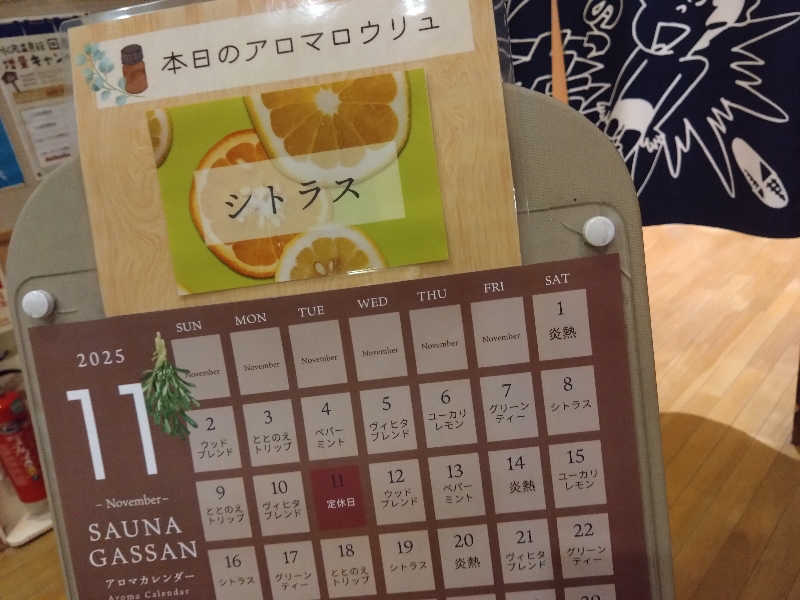 本日のアロマロウリュ
シトラス
2025
11
- November -
SAUNA
GASSAN
アロマカレンダー
Aroma Calendar
SUN MON TUE WED THU FRI SAT
November November November November November November 1
炎熱
2 3 4 5 6 7 8
ウッド
ブレンド
ととのえ
トリップ
ペパー
ミント
ヴィヒタ
ブレンド
ユーカリ
レモン
グリーン
ティー
シトラス
9 10 11 12 13 14 15
ととのえ
トリップ
ヴィヒタ
ブレンド
定休日
ウッド
ブレンド
ペパー
ミント
炎熱
ユーカリ
レモン
16 17 18 19 20 21 22
シトラス
グリーン
ティー
ととのえ
トリップ
シトラス
炎熱
ヴィヒタ
ブレンド
グリーン
ティー